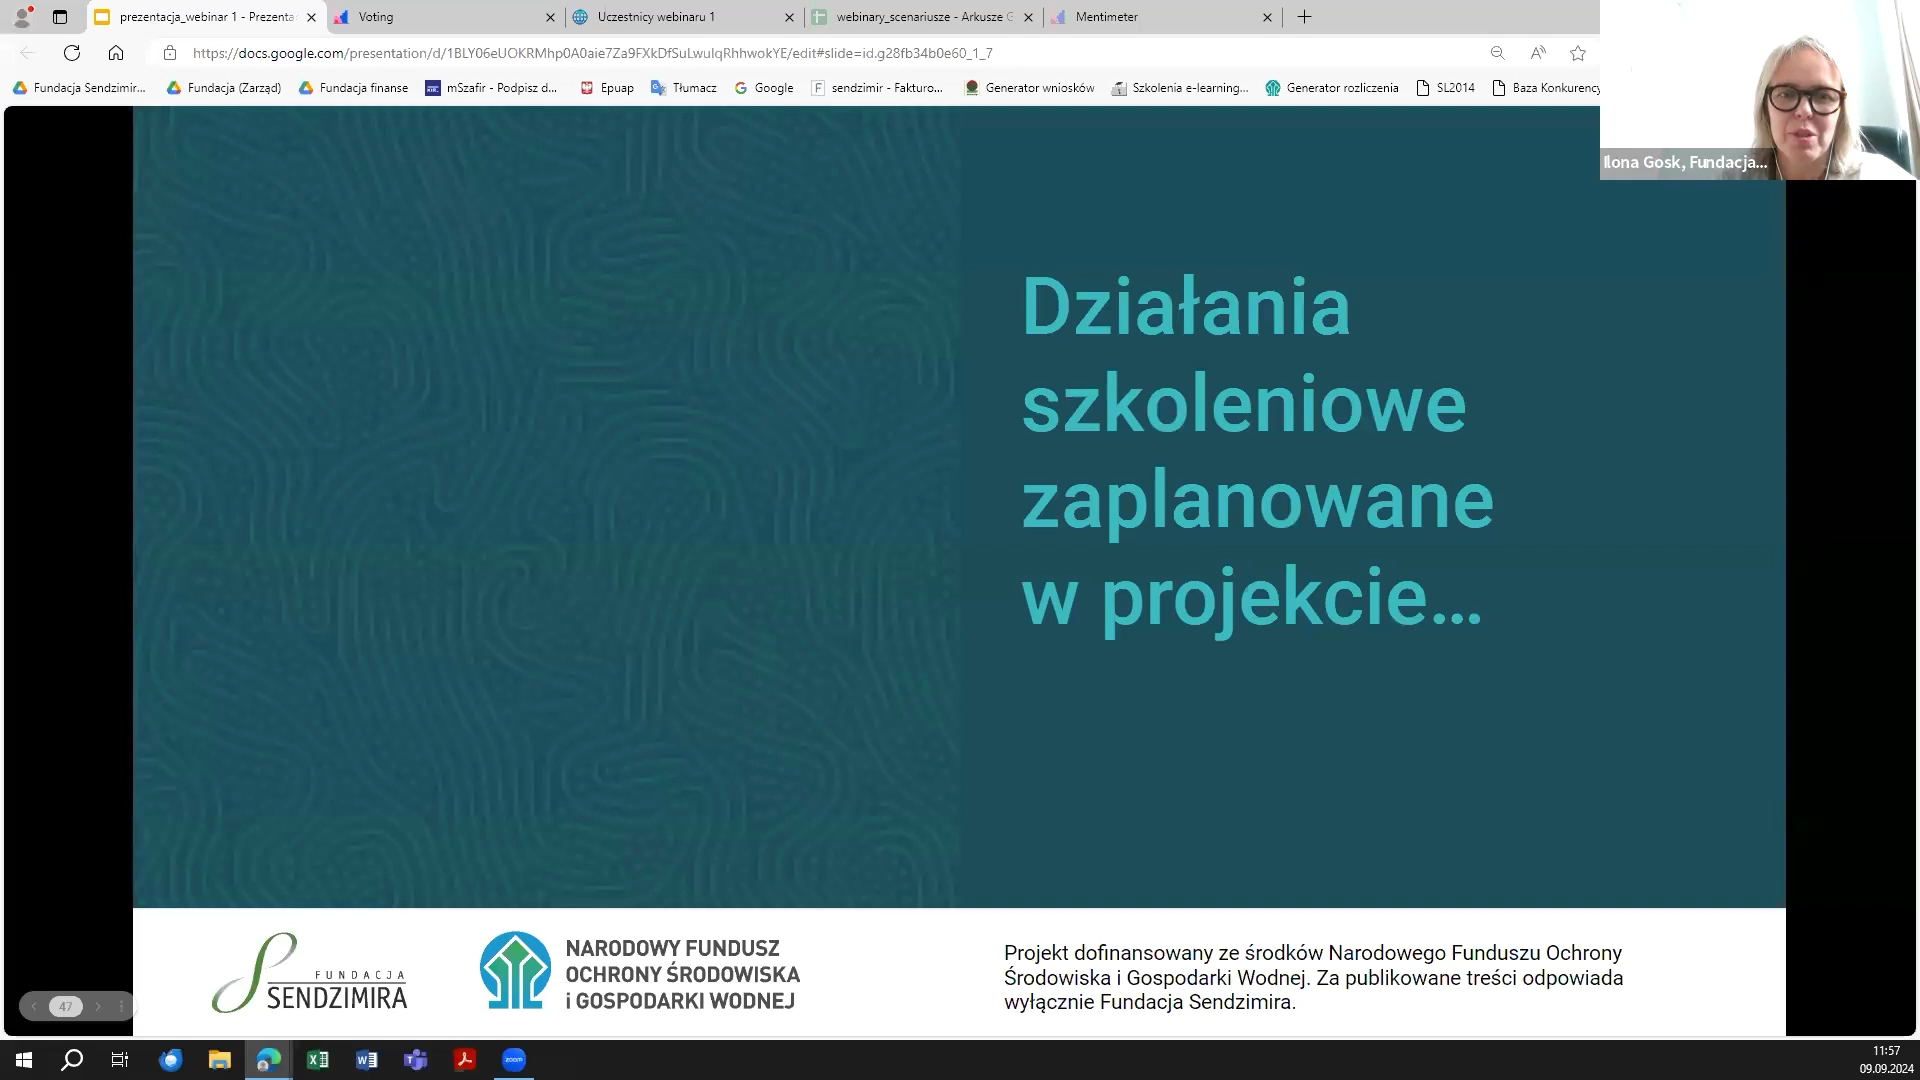 prezentacja_webinar 1 - Prezenta
Voting
Uczestnicy webinaru 1
webinary_scenariusze - Arkusze G
Mentimeter
https://docs.google.com/presentation/d/1BLY06eUOKRMhp0A0aie7Za9FXkDfSuLwulqRhhwokYE/edit#slide=id.g28fb34b0e60_1_7
Fundacja Sendzimir...
Fundacja (Zarząd)
Fundacja finanse
mSzafir - Podpisz d...
Epuap
Tłumacz
Google
sendzimir - Fakturo...
Generator wniosków
Szkolenia e-learning...
Generator rozliczenia
SL2014
Baza Konkurency
Ilona Gosk, Fundacja...
Działania
szkoleniowe
zaplanowane
w projekcie...
FUNDACJA
SENDZIMIRA
NARODOWY FUNDUSZ
OCHRONY ŚRODOWISKA
i GOSPODARKI WODNEJ
Projekt dofinansowany ze środków Narodowego Funduszu Ochrony
Środowiska i Gospodarki Wodnej. Za publikowane treści odpowiada
wyłącznie Fundacja Sendzimira.
47
zoom
11:57
09.09.2024